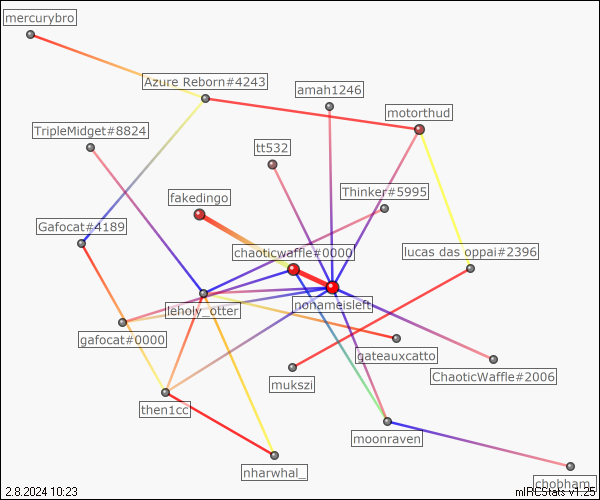 mercurybro
Azure Reborn#4243
amah1246
motorthud
TripleMidget#8824
tt532
fakedingo
Thinker#5995
Gafocat#4189
chaoticwaffle#0000
lucas das oppai#2396
leholy_otter
nonameisleft
gafocat#0000
gateauxcatto
mukszi
ChaoticWaffle#2006
then1cc
moonraven
nharwhal_
chobham_
2.8.2024 10:23
mIRCStats v1.25